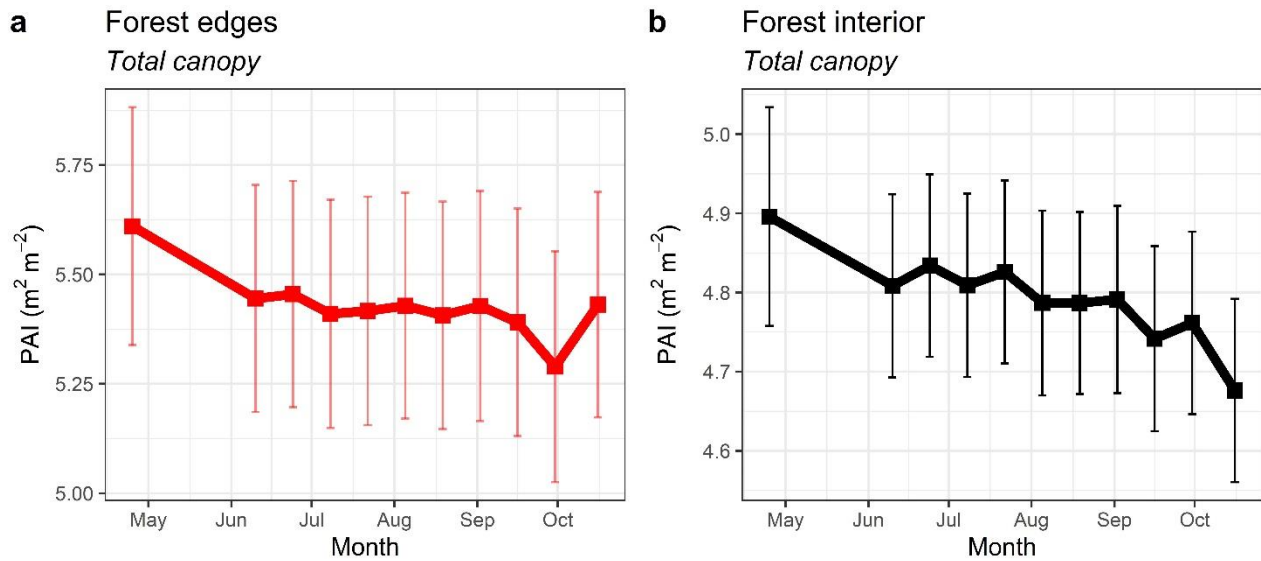 a Forest edges
Total canopy
5.75
5.50
5.25
5.00
PAI (m² m⁻²)
May Jun Jul Aug Sep Oct
Month
b Forest interior
Total canopy
5.0
4.9
4.8
4.7
4.6
PAI (m² m⁻²)
May Jun Jul Aug Sep Oct
Month